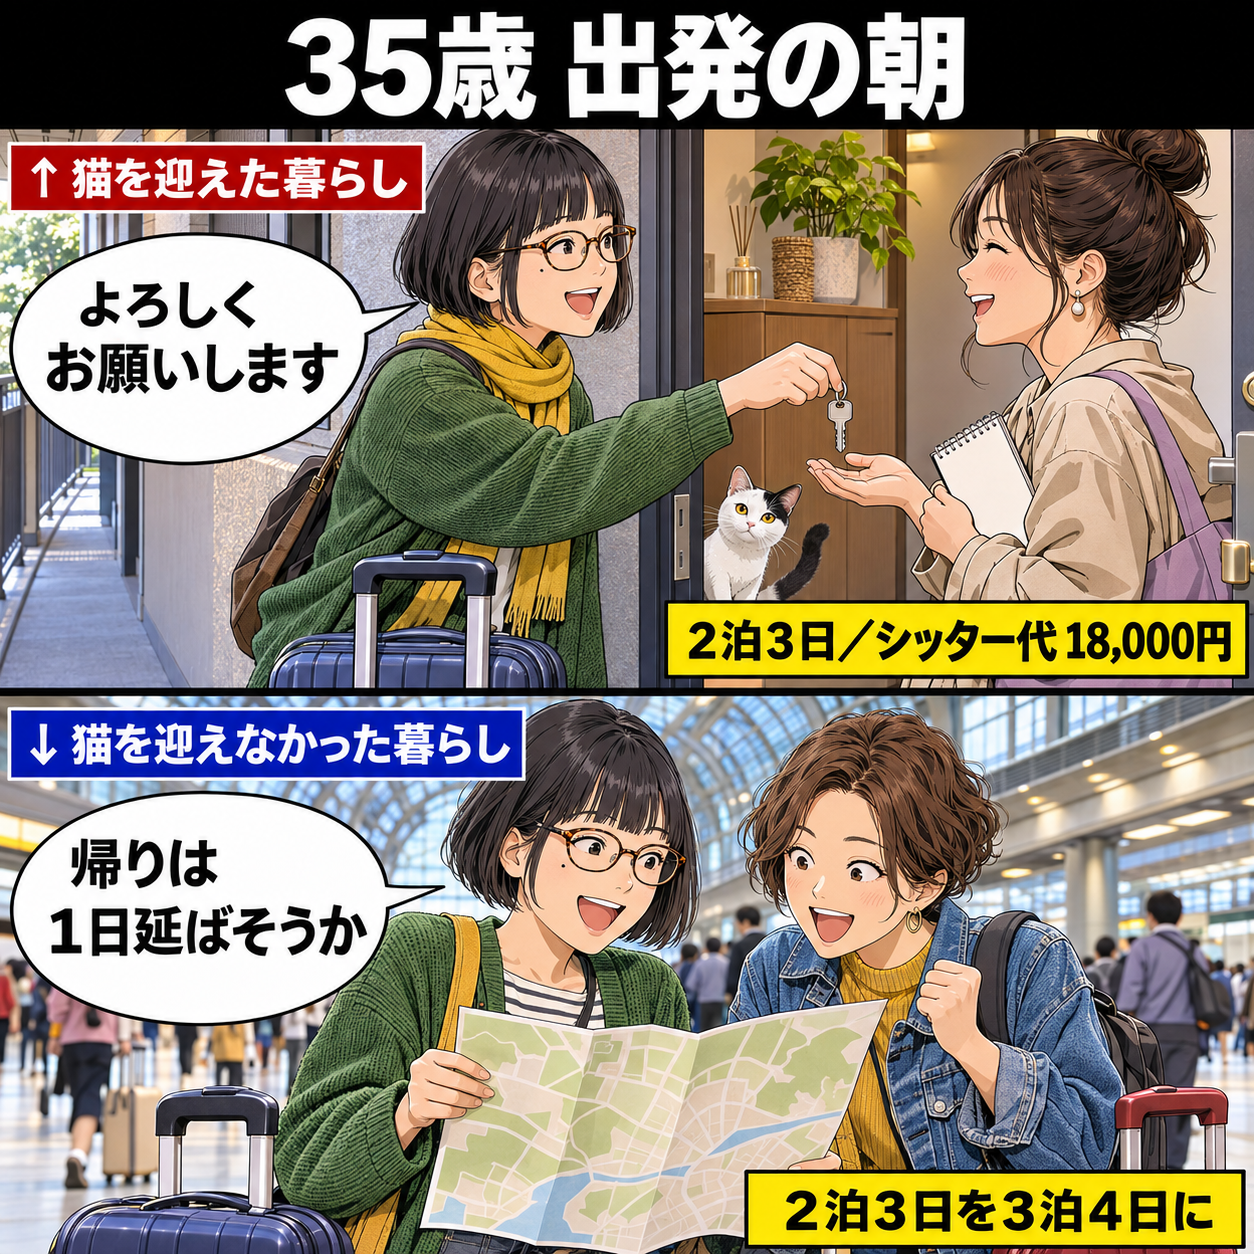 35歳 出発の朝
↑ 猫を迎えた暮らし
よろしく
お願いします
2泊3日／シッター代 18,000円
↓ 猫を迎えなかった暮らし
帰りは
1日延ばそうか
2泊3日を3泊4日に